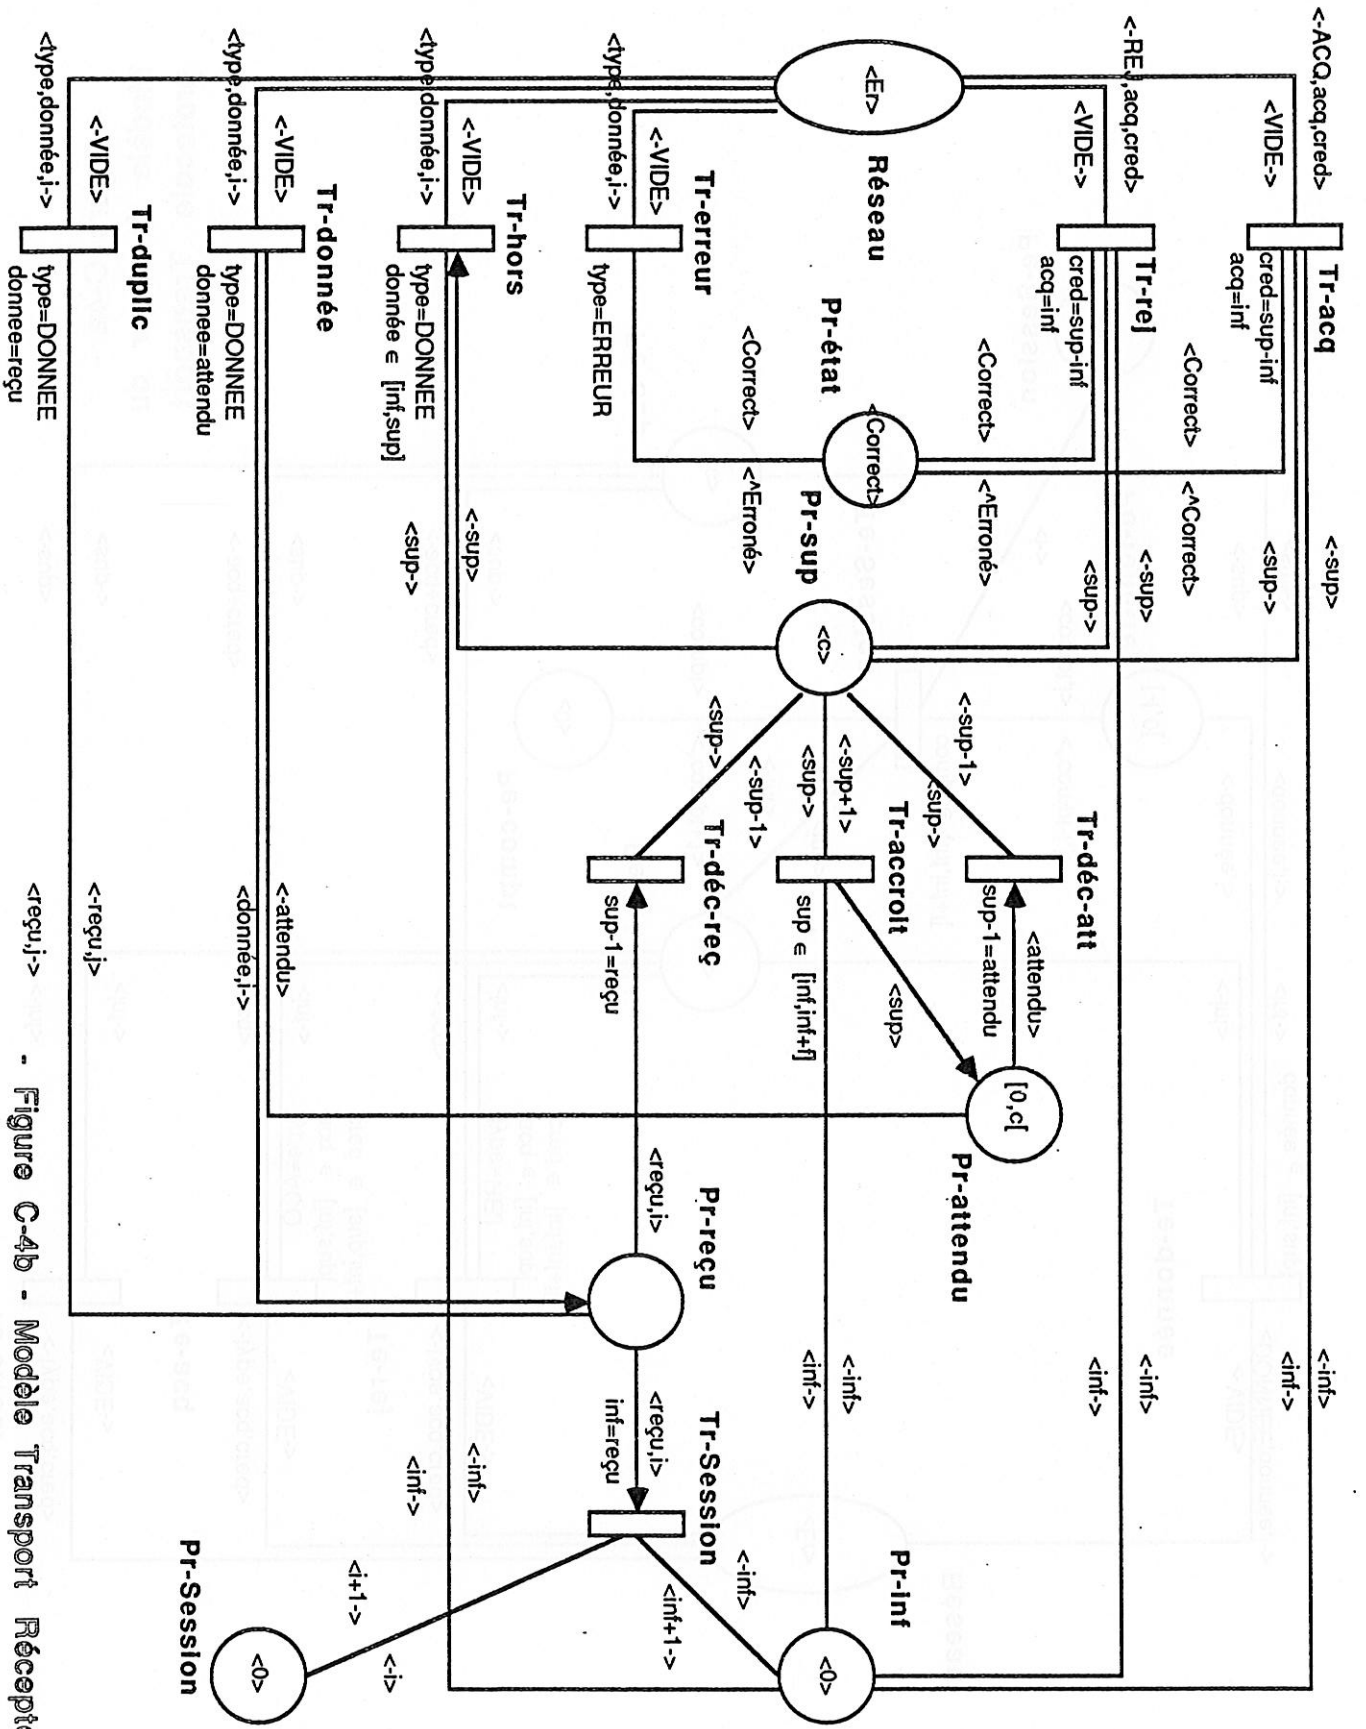 <-ACQ,acq,cred>
<VIDE->
Tr-acq
cred=sup-inf
acq=inf
<Correct>
<^Correct>
<-sup>
<sup->
<-inf>
<inf->
<-REJ,acq,cred>
<VIDE->
Tr-rej
cred=sup-inf
acq=inf
<Correct>
<^Erroné>
<-sup>
<sup->
<-inf>
<inf->
<Er>
Réseau
Pr-état
<Correct>
Pr-sup
<c>
<-sup-1>
<sup->
Tr-déc-att
sup-1=attendu
<attendu>
[0,c[
Pr-attendu
<-sup+1>
<sup->
Tr-accroit
sup ∈ [inf,inf+f]
<sup>
<-inf>
<inf->
Pr-inf
<0>
<type,donnée,i->
<-VIDE>
Tr-erreur
type=ERREUR
<Correct>
<^Erroné>
<sup->
<-sup-1>
Tr-déc-reç
sup-1=reçu
<reçu,i>
Pr-reçu
<reçu,i>
inf=reçu
Tr-Session
<-inf>
<inf+1->
<type,donnée,i->
<-VIDE>
Tr-hors
type=DONNEE
donnée ∈ [inf,sup]
<-sup>
<sup->
<-inf>
<inf->
<i+1->
<-i>
Pr-Session
<0>
<type,donnée,i->
<-VIDE>
Tr-donnée
type=DONNEE
donnee=attendu
<-attendu>
<donnée,i->
<type,donnée,i->
<-VIDE>
Tr-duplic
type=DONNEE
donnee=reçu
<-reçu,j>
<reçu,j->
- Figure C-4b - Modèle Transport Récepte